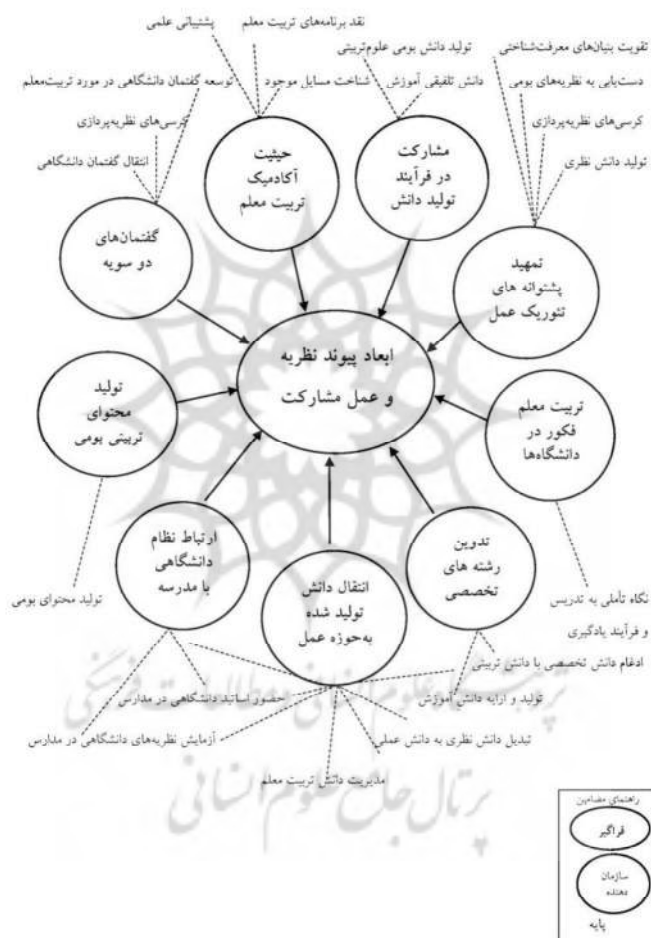 نقد برنامه‌های تربیت معلم
پشتیبانی علمی
تولید دانش بومی علوم‌تربیتی
تقویت بنیان‌های معرفت‌شناختی
توسعه گفتمان دانشگاهی در مورد تربیت‌معلم
شناخت مسایل موجود
دانش تلفیقی آموزش
دست‌یابی به نظریه‌های بومی
کرسی‌های نظریه‌پردازی
کرسی‌های نظریه‌پردازی
انتقال گفتمان دانشگاهی
تولید دانش نظری
حیثیت
آکادمیک
تربیت معلم
مشارکت
در فرآیند
تولید دانش
گفتمان‌های
دو سویه
تمهید
پشتوانه های
تئوریک عمل
ابعاد پیوند نظریه
و عمل مشارکت
تولید
محتوای
تربیتی بومی
تربیت معلم
فکور در
دانشگاه‌ها
ارتباط نظام
دانشگاهی
با مدرسه
انتقال دانش
تولید شده
به‌حوزه عمل
تدوین
رشته های
تخصصی
تولید محتوای بومی
نگاه تأملی به تدریس
و فرآیند یادگیری
ادغام دانش تخصصی با دانش تربیتی
حضور اساتید دانشگاهی در مدارس
تولید و ارایه دانش آموزش
آزمایش نظریه‌های دانشگاهی در مدارس
تبدیل دانش نظری به دانش عملی
مدیریت دانش تربیت معلم
پرتال جامع علوم انسانی
راهنمای مضامین
فراگیر
سازمان
دهنده
پایه